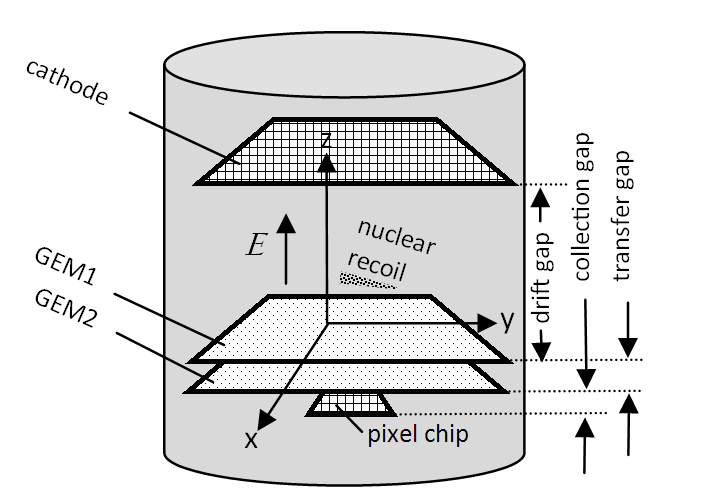 cathode
z
nuclear
recoil
E
GEM1
GEM2
y
x
pixel chip
drift gap
collection gap
transfer gap